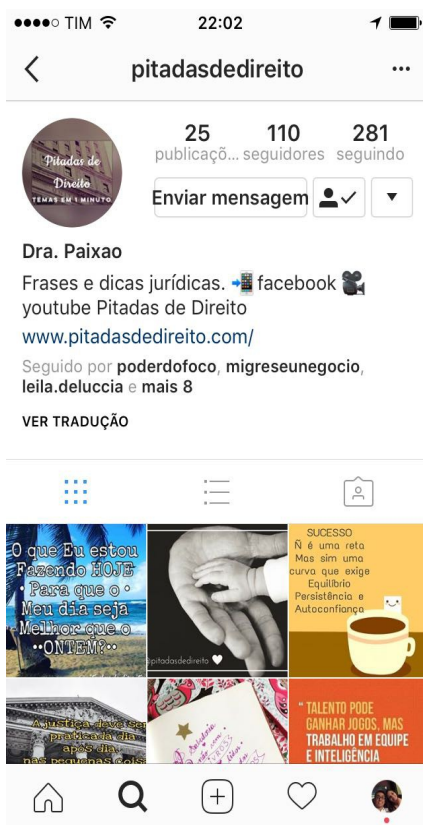 TIM
22:02
pitadasdedireito
25 110 281
publicaçõ... seguidores seguindo
Pitadas de
Direito
TEMAS EM 1 MINUTO
Enviar mensagem
Dra. Paixao
Frases e dicas jurídicas. facebook
youtube Pitadas de Direito
www.pitadasdedireito.com/
Seguido por poderdofoco, migreseunegocio,
leila.deluccia e mais 8
VER TRADUÇÃO
O que Eu estou
Fazendo HOJE
Para que o
Meu dia seja
Melhor que o
ONTEM?
@pitadasdedireito
SUCESSO
Ñ é uma reta
Mas sim uma
curva que exige
Equilíbrio
Persistência e
Autoconfiança
A justiça deve ser
praticada dia
após dia,
nas pequenas coisas
"TALENTO PODE
GANHAR JOGOS, MAS
TRABALHO EM EQUIPE
E INTELIGÊNCIA